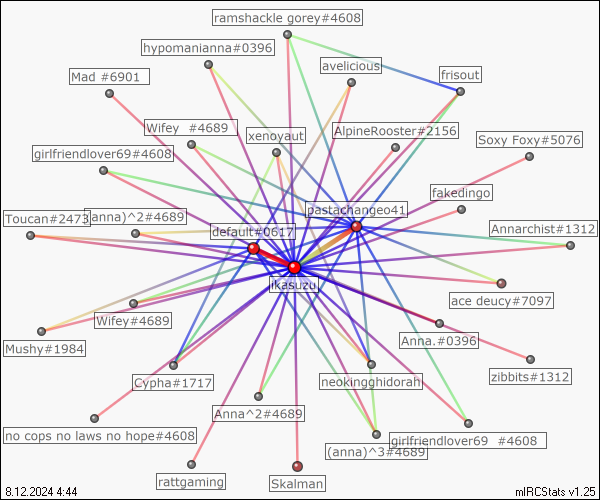 ramshackle gorey#4608
hypomanianna#0396
avelicious
Mad  #6901
frisout
Wifey  #4689
xenoyaut
AlpineRooster#2156
Soxy Foxy#5076
girlfriendlover69#4608
fakedingo
pastachangeo41
Toucan#2473
(anna)^2#4689
default#0617
Annarchist#1312
ikasuzu
ace deucy#7097
Wifey#4689
Anna.#0396
Mushy#1984
Cypha#1717
neokingghidorah
zibbits#1312
Anna^2#4689
no cops no laws no hope#4608
girlfriendlover69  #4608
(anna)^3#4689
rattgaming
Skalman
8.12.2024 4:44
mIRCStats v1.25